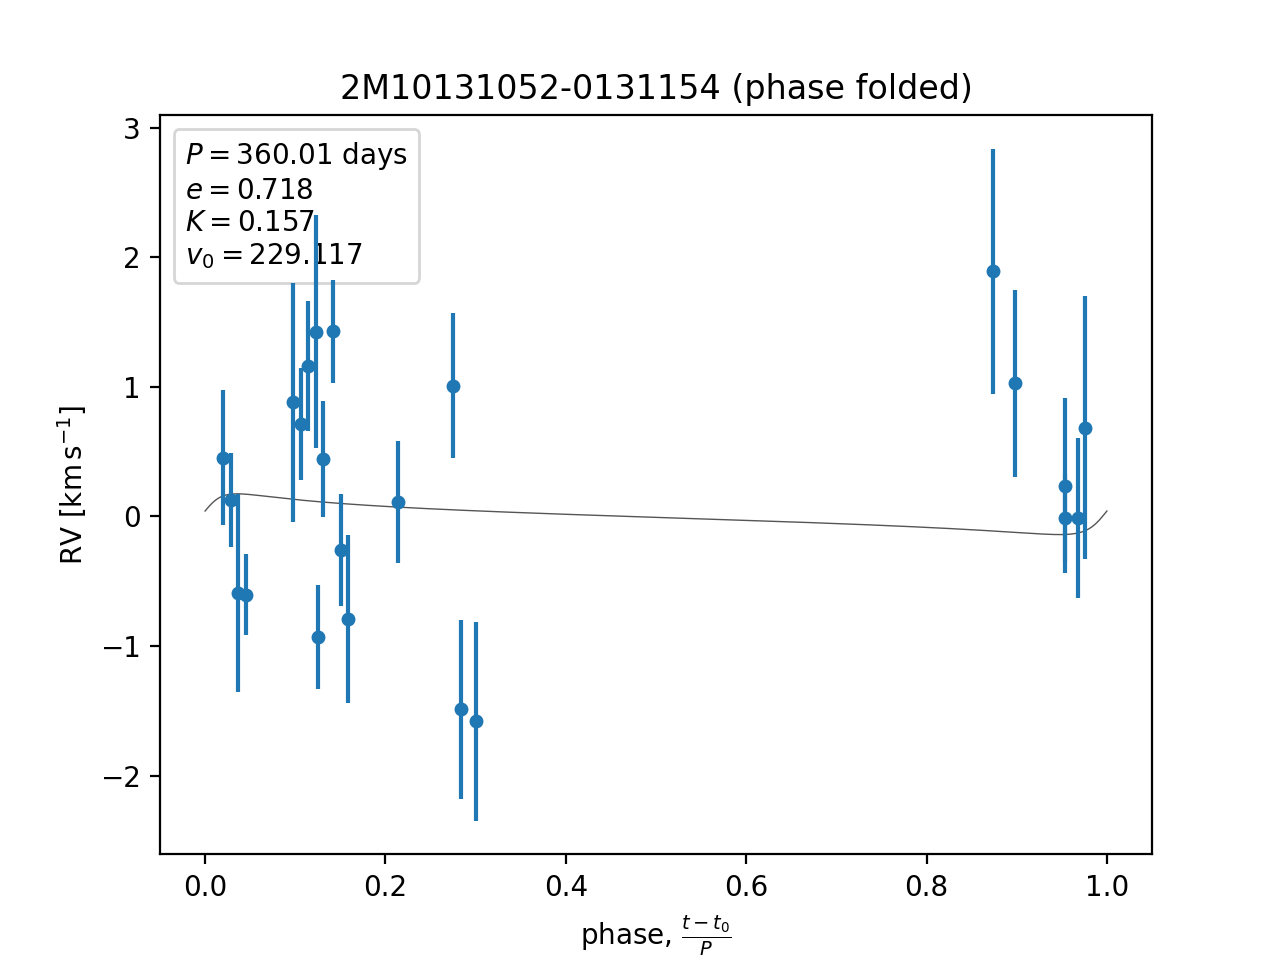 2M10131052-0131154 (phase folded)
P = 360.01 days
e = 0.718
K = 0.157
v₀ = 229.117
3
2
1
0
−1
−2
RV [km s⁻¹]
0.0 0.2 0.4 0.6 0.8 1.0
phase, (t − t₀)/P